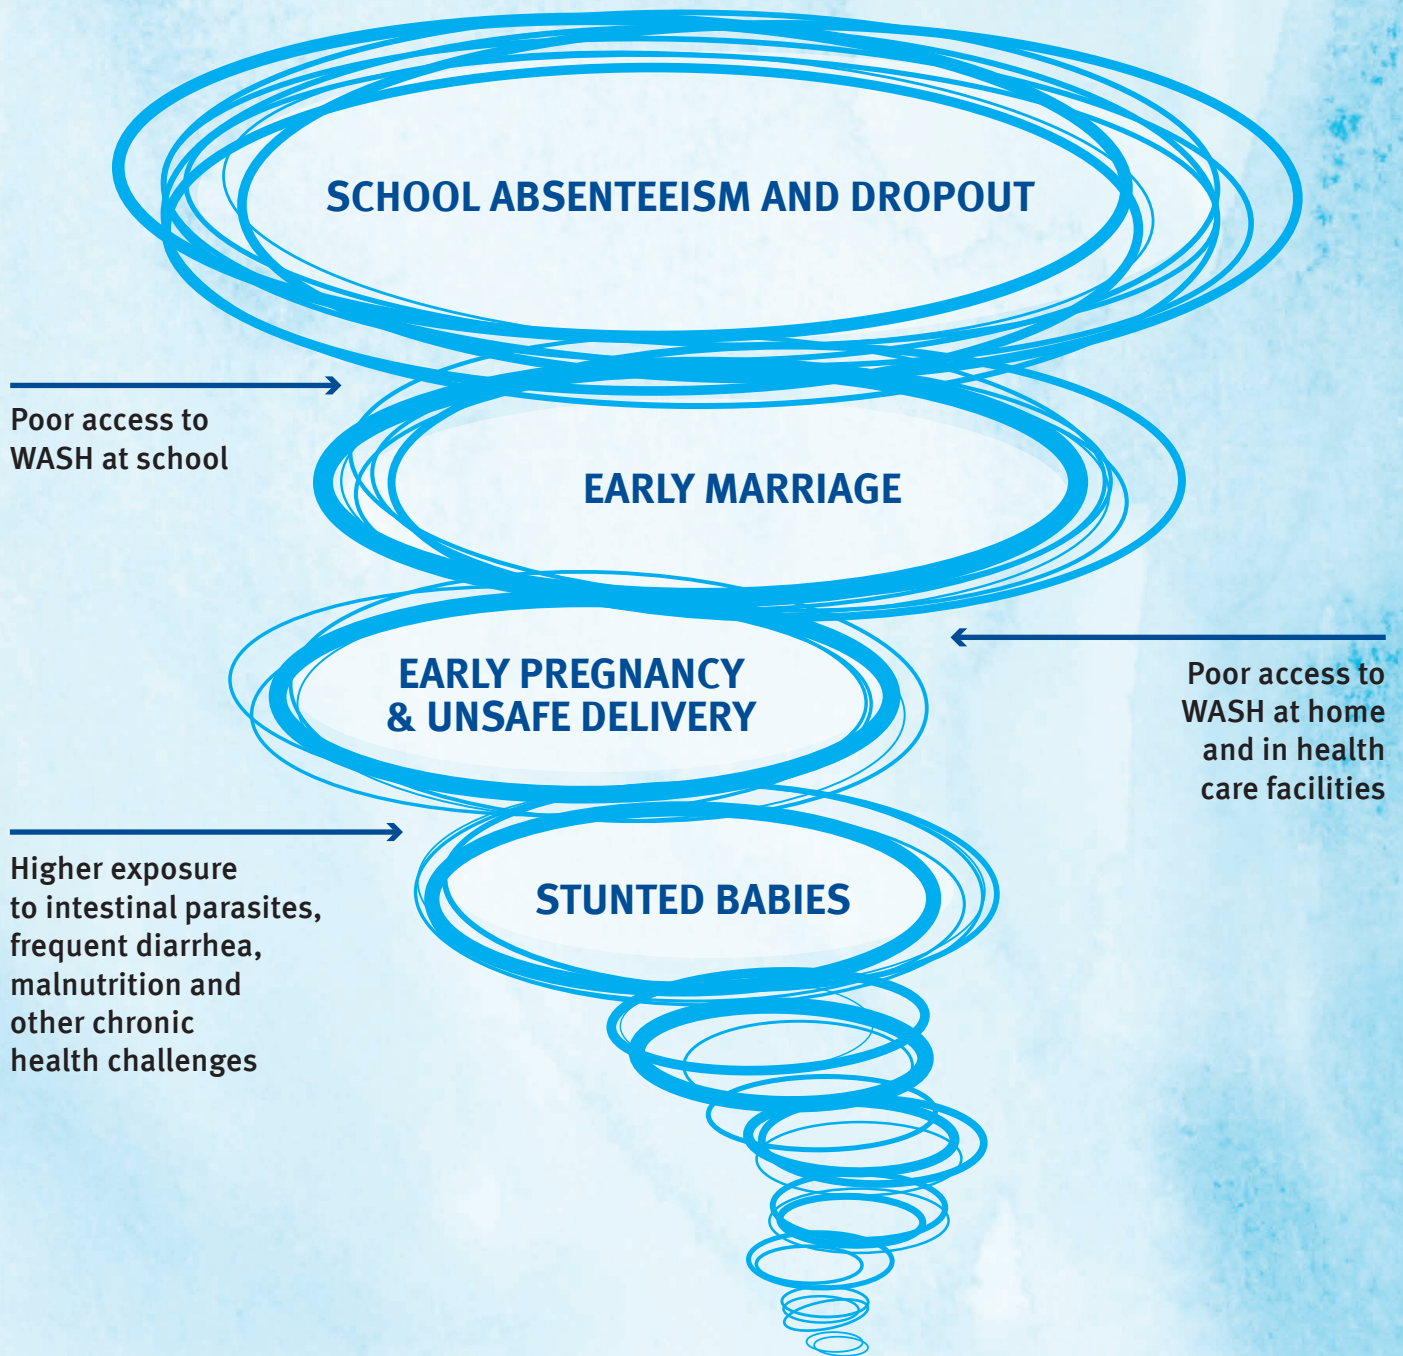 SCHOOL ABSENTEEISM AND DROPOUT
Poor access to
WASH at school
EARLY MARRIAGE
EARLY PREGNANCY
& UNSAFE DELIVERY
Poor access to
WASH at home
and in health
care facilities
Higher exposure
to intestinal parasites,
frequent diarrhea,
malnutrition and
other chronic
health challenges
STUNTED BABIES